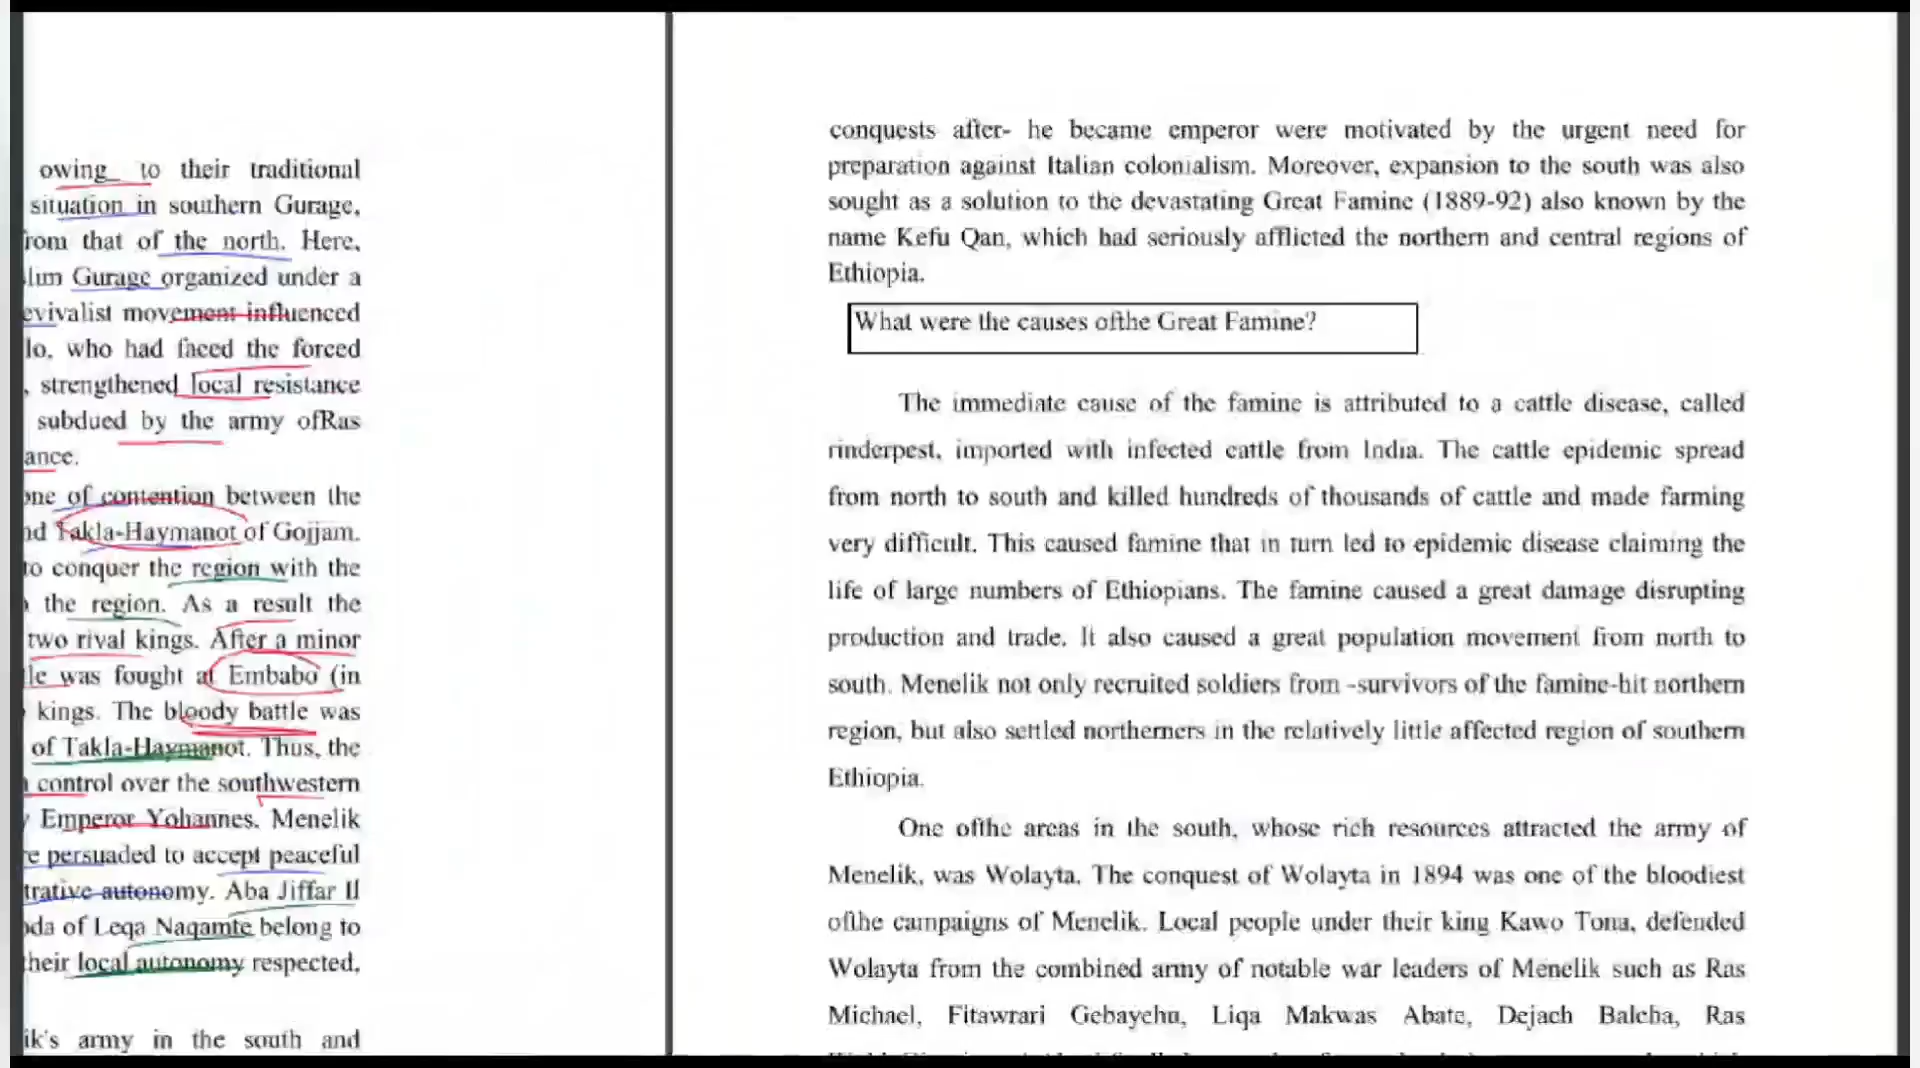 owing to their traditional
situation in southern Gurage,
rom that of the north. Here,
lim Gurage organized under a
evivalist movement influenced
lo, who had faced the forced
, strengthened local resistance
subdued by the army ofRas
ance.
one of contention between the
nd Takla-Haymanot of Gojjam.
to conquer the region with the
the region. As a result the
two rival kings. After a minor
le was fought at Embabo (in
kings. The bloody battle was
of Takla-Haymanot. Thus, the
control over the southwestern
Emperor Yohannes. Menelik
e persuaded to accept peaceful
trative autonomy. Aba Jiffar II
da of Leqa Naqamte belong to
heir local autonomy respected,
ik's army in the south and
conquests after- he became emperor were motivated by the urgent need for
preparation against Italian colonialism. Moreover, expansion to the south was also
sought as a solution to the devastating Great Famine (1889-92) also known by the
name Kefu Qan, which had seriously afflicted the northern and central regions of
Ethiopia.
What were the causes ofthe Great Famine?
The immediate cause of the famine is attributed to a cattle disease, called
rinderpest, imported with infected cattle from India. The cattle epidemic spread
from north to south and killed hundreds of thousands of cattle and made farming
very difficult. This caused famine that in turn led to epidemic disease claiming the
life of large numbers of Ethiopians. The famine caused a great damage disrupting
production and trade. It also caused a great population movement from north to
south. Menelik not only recruited soldiers from -survivors of the famine-hit northern
region, but also settled northerners in the relatively little affected region of southern
Ethiopia.
One ofthe areas in the south, whose rich resources attracted the army of
Menelik, was Wolayta. The conquest of Wolayta in 1894 was one of the bloodiest
ofthe campaigns of Menelik. Local people under their king Kawo Tona, defended
Wolayta from the combined army of notable war leaders of Menelik such as Ras
Michael, Fitawrari Gebayehu, Liqa Makwas Abate, Dejach Balcha, Ras